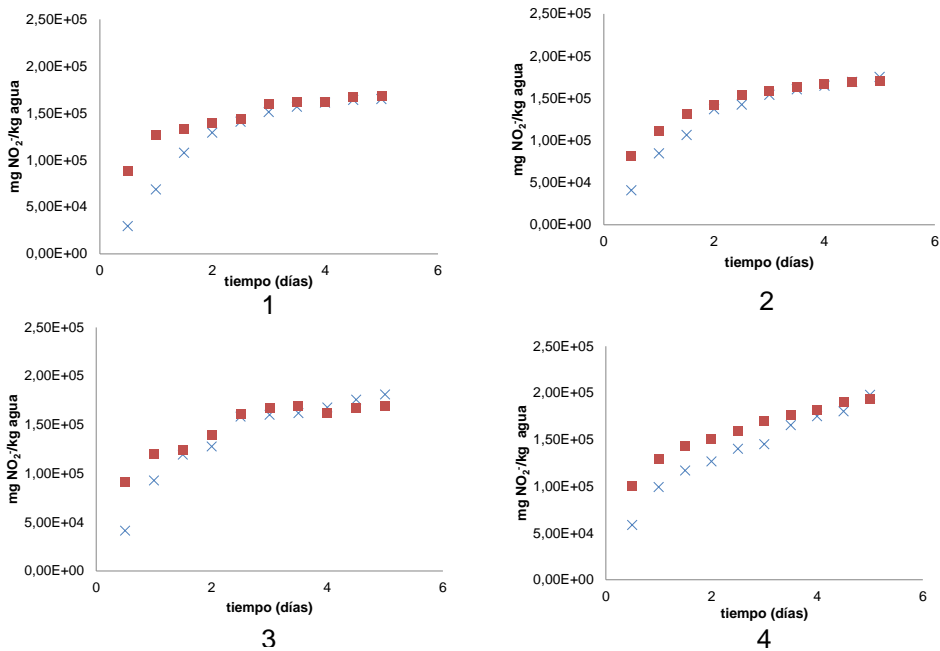 2,50E+05
2,00E+05
1,50E+05
1,00E+05
5,00E+04
0,00E+00
mg NO₂⁻/kg agua
0 2 4 6
tiempo (días)
1
2,50E+05
2,00E+05
1,50E+05
1,00E+05
5,00E+04
0,00E+00
mg NO₂⁻/kg agua
0 2 4 6
tiempo (días)
2
2,50E+05
2,00E+05
1,50E+05
1,00E+05
5,00E+04
0,00E+00
mg NO₂⁻/kg agua
0 2 4 6
tiempo (días)
3
2,50E+05
2,00E+05
1,50E+05
1,00E+05
5,00E+04
0,00E+00
mg NO₂⁻/kg agua
0 2 4 6
tiempo (días)
4